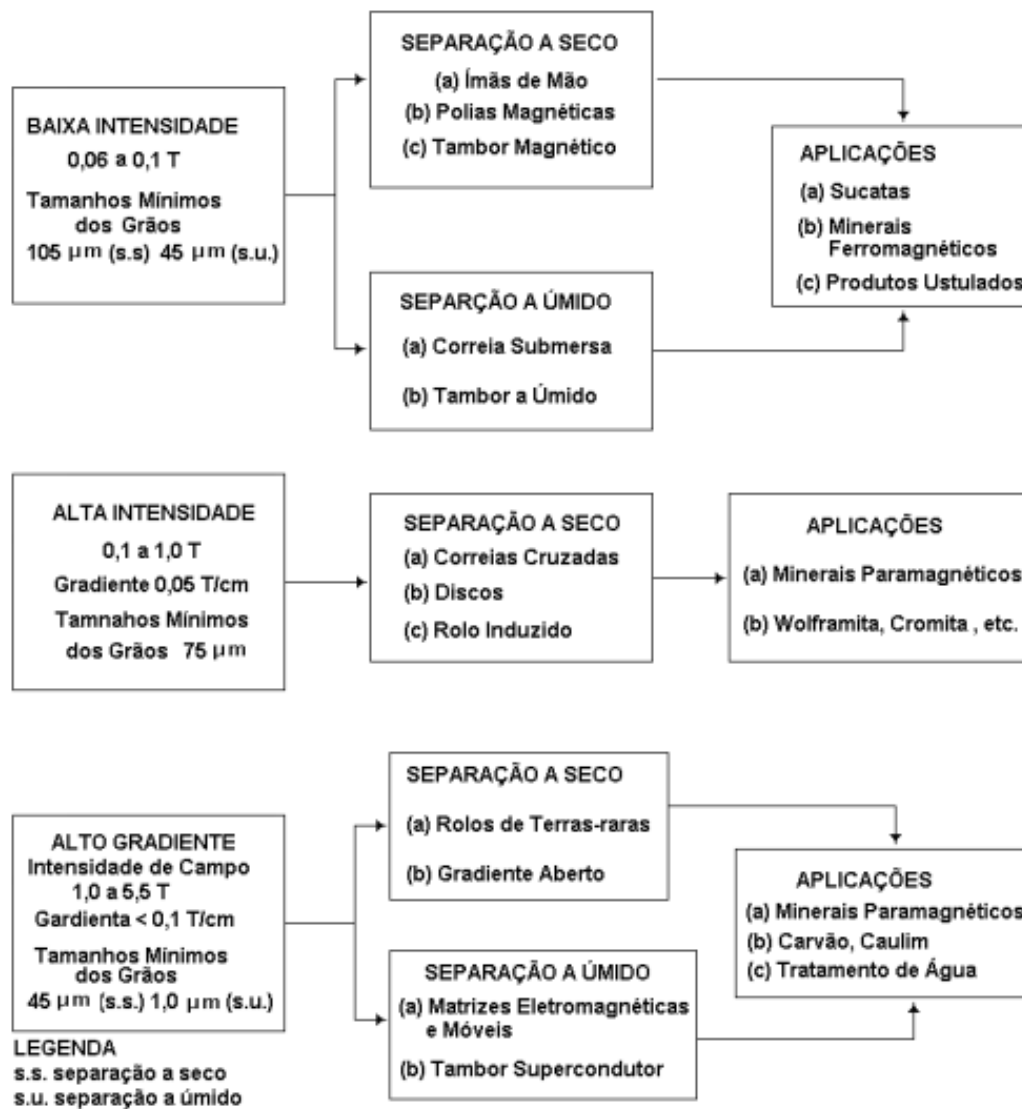 BAIXA INTENSIDADE
0,06 a 0,1 T
Tamanhos Mínimos
dos Grãos
105 µm (s.s) 45 µm (s.u.)
SEPARAÇÃO A SECO
(a) Ímãs de Mão
(b) Polias Magnéticas
(c) Tambor Magnético
SEPARÇÃO A ÚMIDO
(a) Correia Submersa
(b) Tambor a Úmido
APLICAÇÕES
(a) Sucatas
(b) Minerais
Ferromagnéticos
(c) Produtos Ustulados
ALTA INTENSIDADE
0,1 a 1,0 T
Gradiente 0,05 T/cm
Tamnahos Mínimos
dos Grãos 75 µm
SEPARAÇÃO A SECO
(a) Correias Cruzadas
(b) Discos
(c) Rolo Induzido
APLICAÇÕES
(a) Minerais Paramagnéticos
(b) Wolframita, Cromita , etc.
ALTO GRADIENTE
Intensidade de Campo
1,0 a 5,5 T
Gardienta < 0,1 T/cm
Tamanhos Mínimos
dos Grãos
45 µm (s.s.) 1,0 µm (s.u.)
SEPARAÇÃO A SECO
(a) Rolos de Terras-raras
(b) Gradiente Aberto
SEPARAÇÃO A ÚMIDO
(a) Matrizes Eletromagnéticas
e Móveis
(b) Tambor Supercondutor
APLICAÇÕES
(a) Minerais Paramagnéticos
(b) Carvão, Caulim
(c) Tratamento de Água
LEGENDA
s.s. separação a seco
s.u. separação a úmido